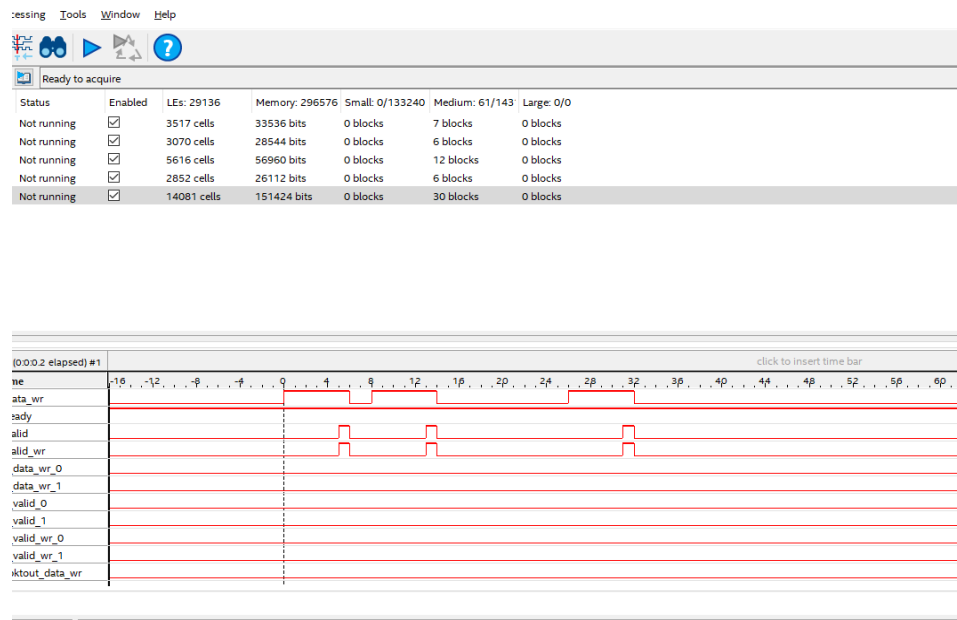 cessing Tools Window Help
?
Ready to acquire
Status Enabled LEs: 29136 Memory: 296576 Small: 0/133240 Medium: 61/143 Large: 0/0
Not running 3517 cells 33536 bits 0 blocks 7 blocks 0 blocks
Not running 3070 cells 28544 bits 0 blocks 6 blocks 0 blocks
Not running 5616 cells 56960 bits 0 blocks 12 blocks 0 blocks
Not running 2852 cells 26112 bits 0 blocks 6 blocks 0 blocks
Not running 14081 cells 151424 bits 0 blocks 30 blocks 0 blocks
(0:0:0.2 elapsed) #1 click to insert time bar
me -16 -12 -8 -4 0 4 8 12 16 20 24 28 32 36 40 44 48 52 56 60
ata_wr
eady
alid
alid_wr
data_wr_0
data_wr_1
valid_0
valid_1
valid_wr_0
valid_wr_1
oktout_data_wr